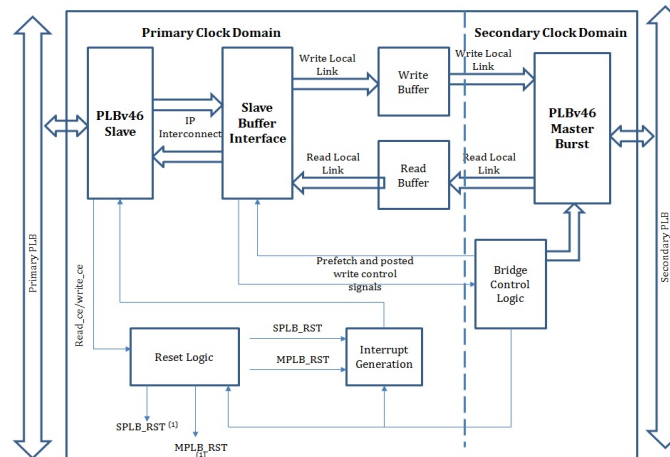 Primary Clock Domain
Secondary Clock Domain
Write Local
Link
Write Local
Link
PLBv46
Slave
IP
Interconnect
Slave
Buffer
Interface
Write
Buffer
PLBv46
Master
Burst
Read Local
Link
Read
Buffer
Read Local
Link
Primary PLB
Secondary PLB
Read_ce/write_ce
Prefetch and posted
write control
signals
Bridge
Control
Logic
Reset Logic
SPLB_RST
MPLB_RST
Interrupt
Generation
SPLB_RST (1)
MPLB_RST
(1)